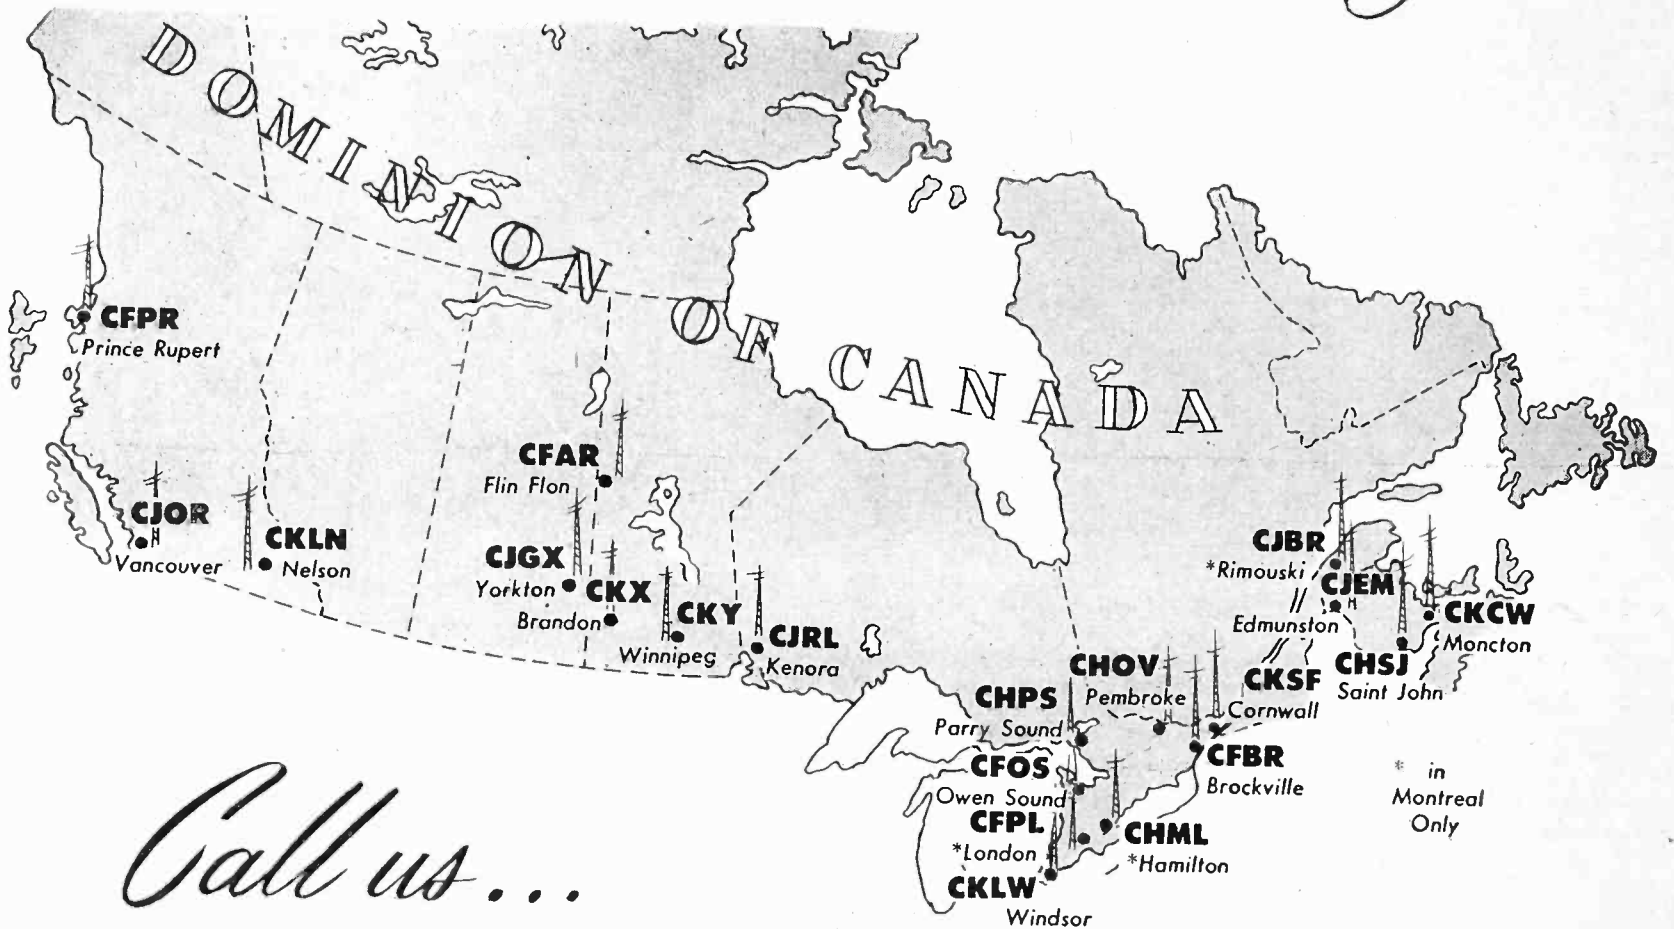 DOMINION OF CANADA
CFPR
Prince Rupert
CJOR
Vancouver
CKLN
Nelson
CFAR
Flin Flon
CJGX
Yorkton
CKX
Brandon
CKY
Winnipeg
CJRL
Kenora
CJBR
*Rimouski
CJEM
Edmunston
CKCW
Moncton
CHSJ
Saint John
CHOV
Pembroke
CKSF
Cornwall
CHPS
Parry Sound
CFBR
Brockville
CFOS
Owen Sound
CFPL
*London
CHML
*Hamilton
CKLW
Windsor
* in
Montreal
Only
Call us...